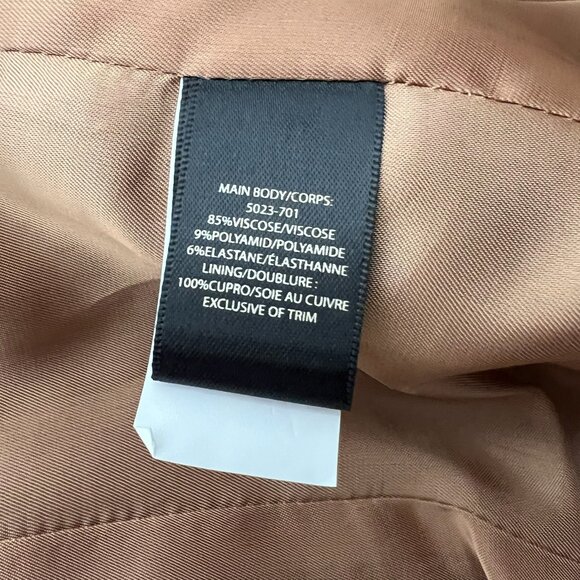 MAIN BODY/CORPS:
5023-701
85%VISCOSE/VISCOSE
9%POLYAMID/POLYAMIDE
6%ELASTANE/ÉLASTHANNE
LINING/DOUBLURE :
100%CUPRO/SOIE AU CUIVRE
EXCLUSIVE OF TRIM